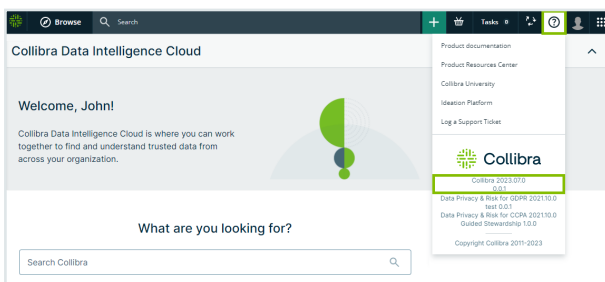 Browse
Search
Tasks 0
Collibra Data Intelligence Cloud
Welcome, John!
Collibra Data Intelligence Cloud is where you can work
together to find and understand trusted data from
across your organization.
What are you looking for?
Search Collibra
Product documentation
Product Resources Center
Collibra University
Ideation Platform
Log a Support Ticket
Collibra
Collibra 2023.07.0
0.0.1
Data Privacy & Risk for GDPR 2021.10.0
test 0.0.1
Data Privacy & Risk for CCPA 2021.10.0
Guided Stewardship 1.0.0
Copyright Collibra 2011-2023